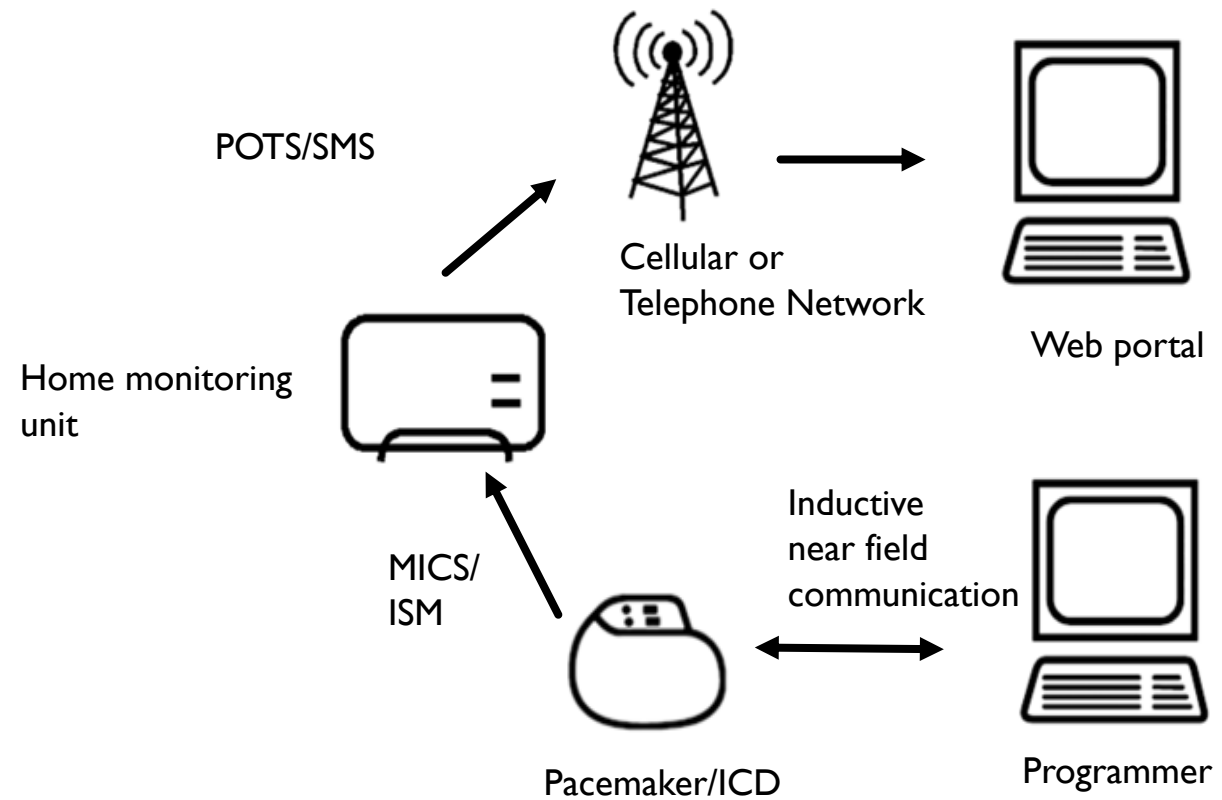 POTS/SMS
Cellular or
Telephone Network
Web portal
Home monitoring
unit
MICS/
ISM
Inductive
near field
communication
Pacemaker/ICD
Programmer